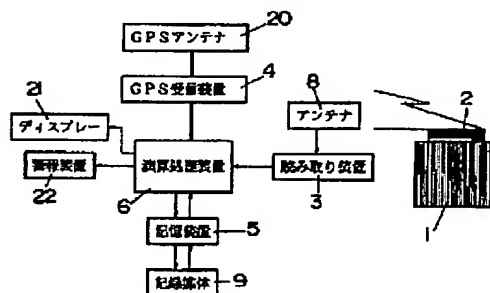 20
GPSアンテナ
4
GPS受信装置
21
8
ディスプレー
アンテナ
2
警報装置
演算処理装置
読み取り装置
22
6
3
1
記憶装置
5
記録媒体
9